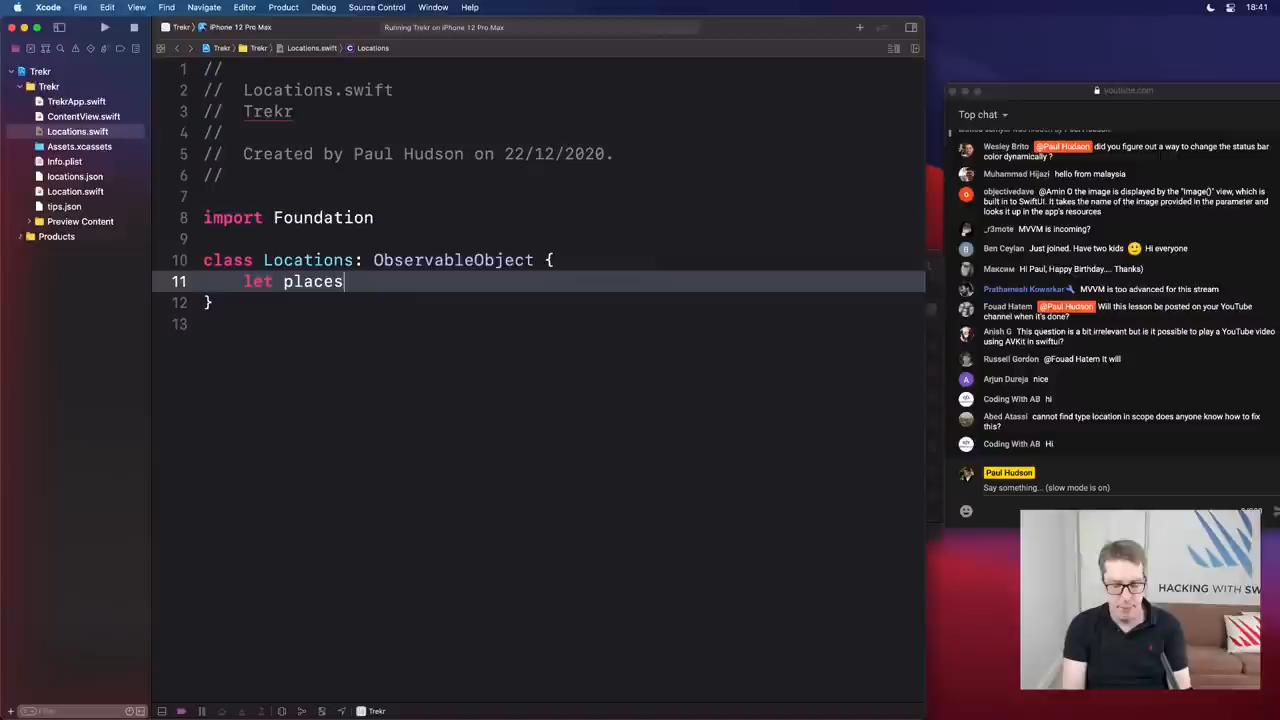 Xcode File Edit View Find Navigate Editor Product Debug Source Control Window Help 18:41
Trekr iPhone 12 Pro Max Running Trekr on iPhone 12 Pro Max
Trekr Trekr Locations.swift Locations
Trekr
Trekr
TrekrApp.swift
ContentView.swift
Locations.swift
Assets.xcassets
Info.plist
locations.json
Location.swift
tips.json
Preview Content
Products
1 //
2 // Locations.swift
3 // Trekr
4 //
5 // Created by Paul Hudson on 22/12/2020.
6 //
7
8 import Foundation
9
10 class Locations: ObservableObject {
11 let places
12 }
13
Trekr
youtube.com
Top chat
Wesley Brito @Paul Hudson did you figure out a way to change the status bar
color dynamically ?
Muhammad Hijazi hello from malaysia
objectivedave @Amin O the image is displayed by the "Image()" view, which is
built in to SwiftUI. It takes the name of the image provided in the parameter and
looks it up in the app's resources
_r3mote MVVM is incoming?
Ben Ceylan Just joined. Have two kids 🙂 Hi everyone
Максим Hi Paul, Happy Birthday.... Thanks)
Prathamesh Kowarkar MVVM is too advanced for this stream
Fouad Hatem @Paul Hudson Will this lesson be posted on your YouTube
channel when it's done?
Anish G This question is a bit irrelevant but is it possible to play a YouTube video
using AVKit in swiftui?
Russell Gordon @Fouad Hatem It will
Arjun Dureja nice
Coding With AB hi
Abed Atassi cannot find type location in scope does anyone know how to fix
this?
Coding With AB Hi
Paul Hudson
Say something... (slow mode is on)
HACKING WITH SW